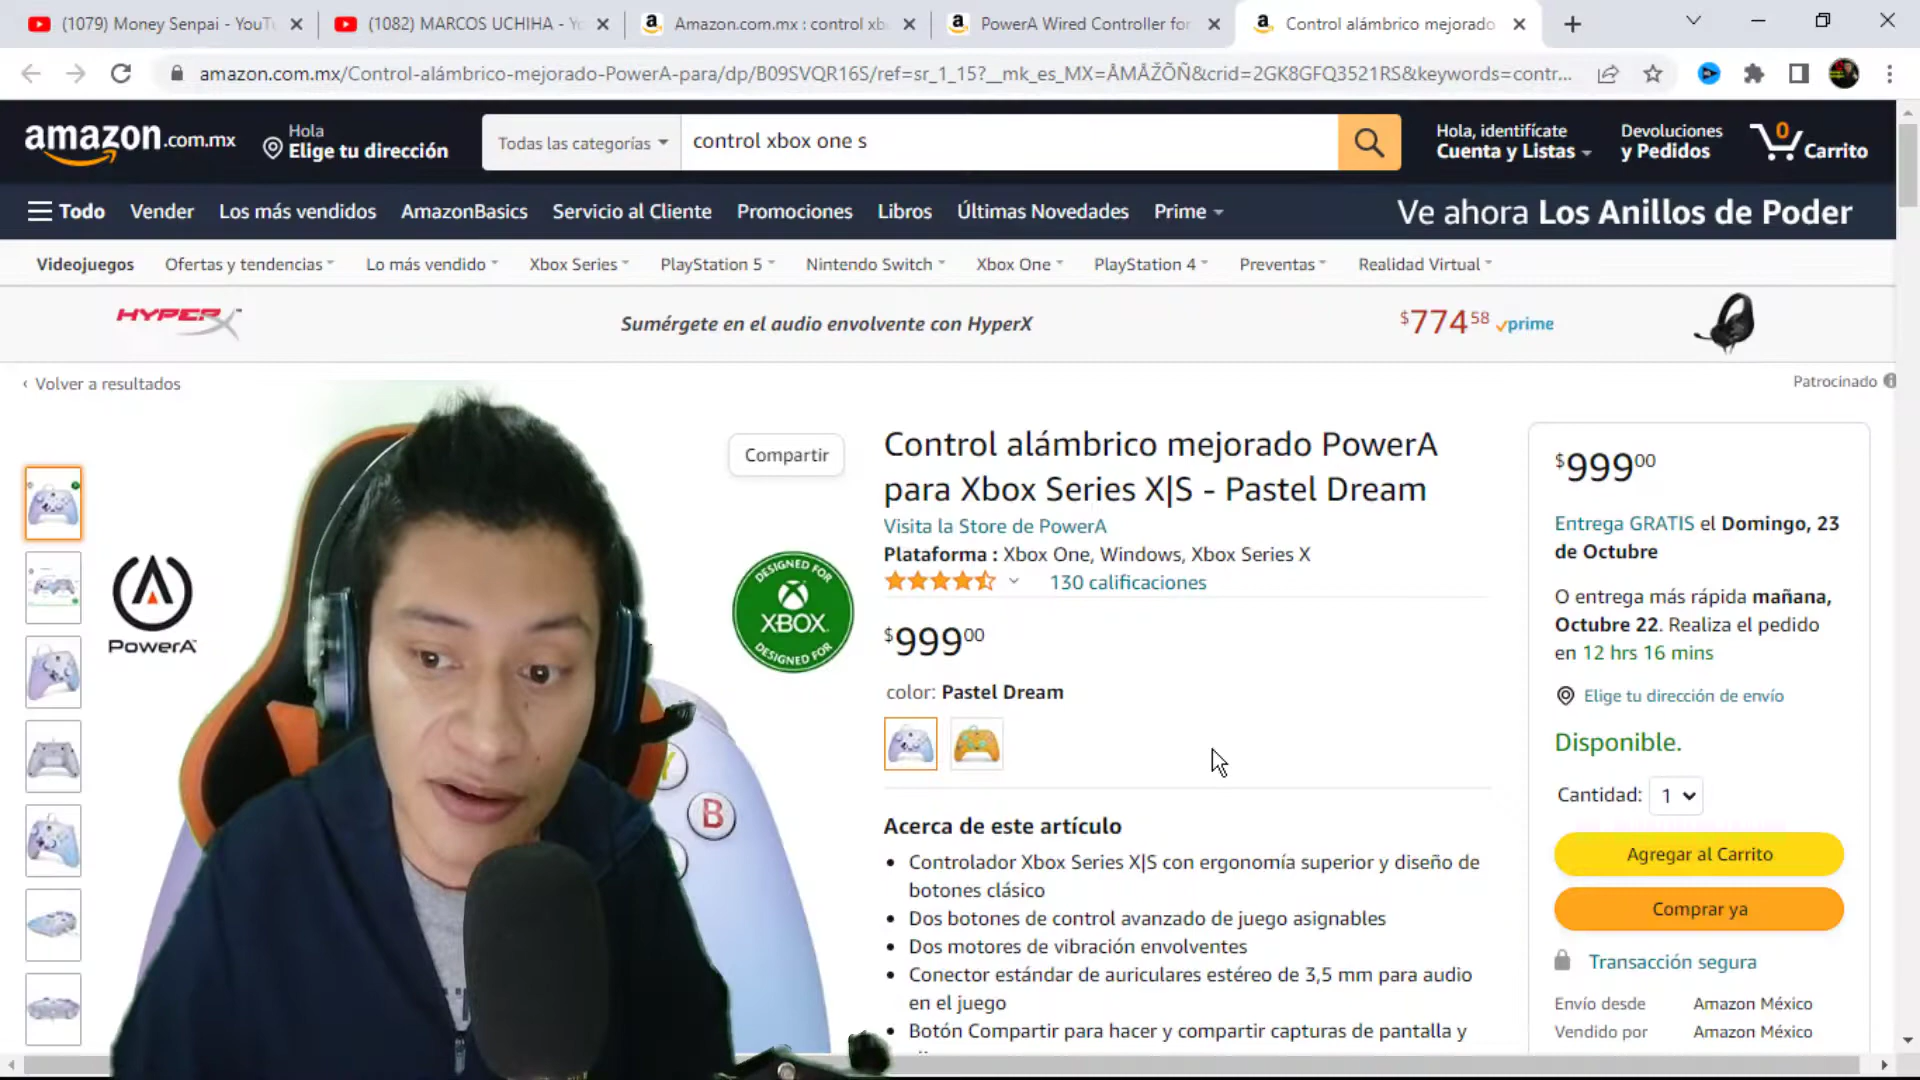 (1079) Money Senpai - YouT
(1082) MARCOS UCHIHA - Yo
Amazon.com.mx : control xb
PowerA Wired Controller for
Control alámbrico mejorado
amazon.com.mx/Control-alámbrico-mejorado-PowerA-para/dp/B09SVQR16S/ref=sr_1_15?__mk_es_MX=ÅMÅŽÕÑ&crid=2GK8GFQ3521RS&keywords=contr...
amazon.com.mx
Hola
Elige tu dirección
Todas las categorías
control xbox one s
Hola, identifícate
Cuenta y Listas
Devoluciones
y Pedidos
0
Carrito
Todo
Vender
Los más vendidos
AmazonBasics
Servicio al Cliente
Promociones
Libros
Últimas Novedades
Prime
Ve ahora Los Anillos de Poder
Videojuegos
Ofertas y tendencias
Lo más vendido
Xbox Series
PlayStation 5
Nintendo Switch
Xbox One
PlayStation 4
Preventas
Realidad Virtual
HYPERX
Sumérgete en el audio envolvente con HyperX
$774 58 prime
‹ Volver a resultados
Patrocinado
Compartir
PowerA
DESIGNED FOR
XBOX
DESIGNED FOR
Y
B
Control alámbrico mejorado PowerA
para Xbox Series X|S - Pastel Dream
Visita la Store de PowerA
Plataforma : Xbox One, Windows, Xbox Series X
130 calificaciones
$999 00
color: Pastel Dream
Acerca de este artículo
• Controlador Xbox Series X|S con ergonomía superior y diseño de
botones clásico
• Dos botones de control avanzado de juego asignables
• Dos motores de vibración envolventes
• Conector estándar de auriculares estéreo de 3,5 mm para audio
en el juego
• Botón Compartir para hacer y compartir capturas de pantalla y
$999 00
Entrega GRATIS el Domingo, 23
de Octubre
O entrega más rápida mañana,
Octubre 22. Realiza el pedido
en 12 hrs 16 mins
Elige tu dirección de envío
Disponible.
Cantidad: 1
Agregar al Carrito
Comprar ya
Transacción segura
Envío desde Amazon México
Vendido por Amazon México